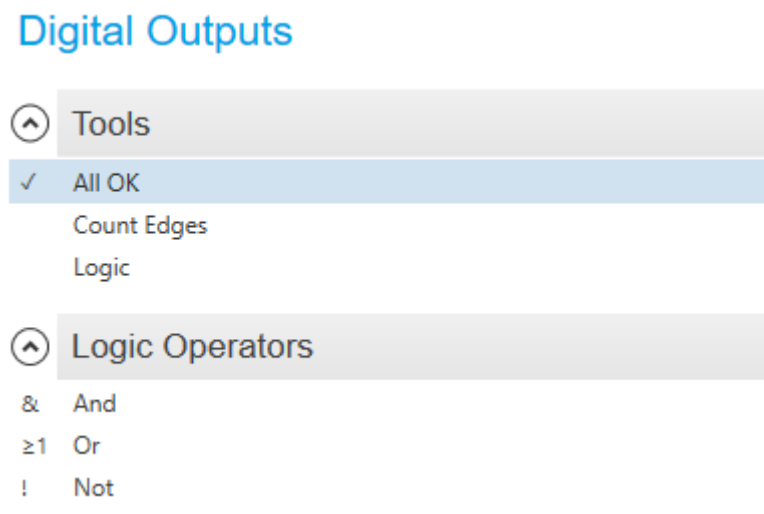 Digital Outputs
Tools
✓ All OK
Count Edges
Logic
Logic Operators
& And
≥1 Or
! Not